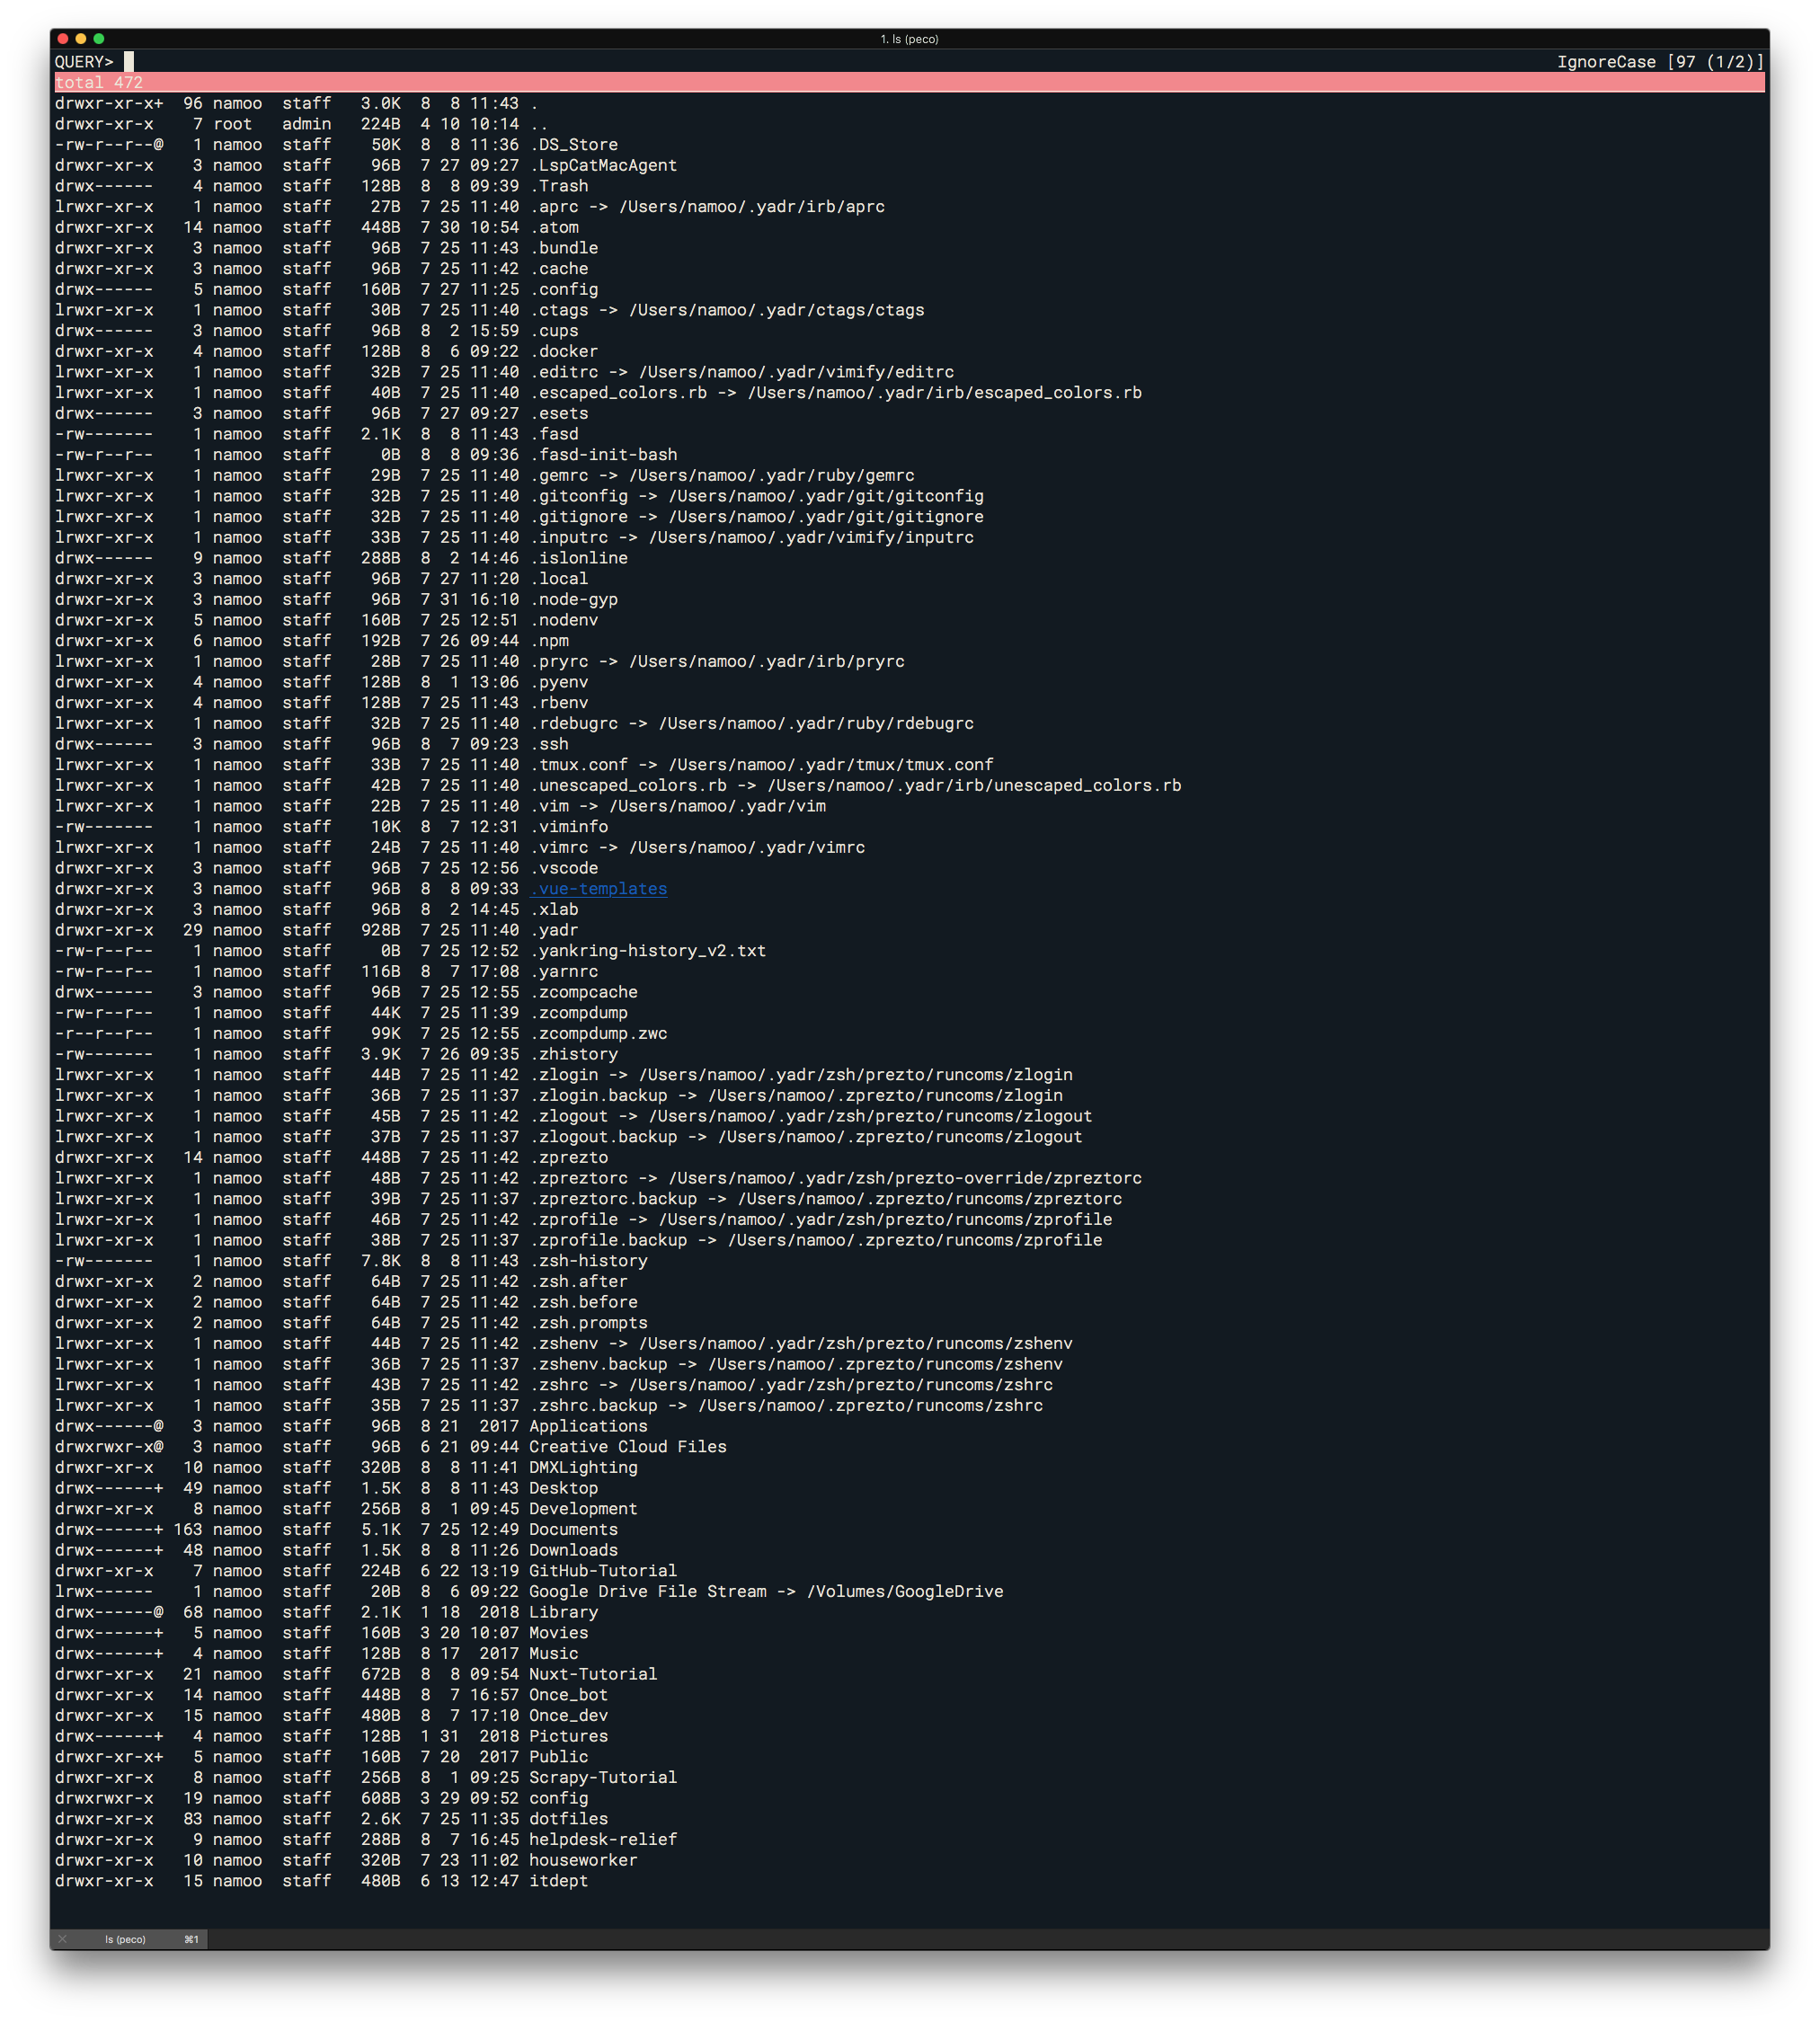 1. ls (peco)
QUERY> IgnoreCase [97 (1/2)]
total 472
drwxr-xr-x+ 96 namoo staff 3.0K 8 8 11:43 .
drwxr-xr-x 7 root admin 224B 4 10 10:14 ..
-rw-r--r--@ 1 namoo staff 50K 8 8 11:36 .DS_Store
drwxr-xr-x 3 namoo staff 96B 7 27 09:27 .LspCatMacAgent
drwx------ 4 namoo staff 128B 8 8 09:39 .Trash
lrwxr-xr-x 1 namoo staff 27B 7 25 11:40 .aprc -> /Users/namoo/.yadr/irb/aprc
drwxr-xr-x 14 namoo staff 448B 7 30 10:54 .atom
drwxr-xr-x 3 namoo staff 96B 7 25 11:43 .bundle
drwxr-xr-x 3 namoo staff 96B 7 25 11:42 .cache
drwx------ 5 namoo staff 160B 7 27 11:25 .config
lrwxr-xr-x 1 namoo staff 30B 7 25 11:40 .ctags -> /Users/namoo/.yadr/ctags/ctags
drwx------ 3 namoo staff 96B 8 2 15:59 .cups
drwxr-xr-x 4 namoo staff 128B 8 6 09:22 .docker
lrwxr-xr-x 1 namoo staff 32B 7 25 11:40 .editrc -> /Users/namoo/.yadr/vimify/editrc
lrwxr-xr-x 1 namoo staff 40B 7 25 11:40 .escaped_colors.rb -> /Users/namoo/.yadr/irb/escaped_colors.rb
drwx------ 3 namoo staff 96B 7 27 09:27 .esets
-rw------- 1 namoo staff 2.1K 8 8 11:43 .fasd
-rw-r--r-- 1 namoo staff 0B 8 8 09:36 .fasd-init-bash
lrwxr-xr-x 1 namoo staff 29B 7 25 11:40 .gemrc -> /Users/namoo/.yadr/ruby/gemrc
lrwxr-xr-x 1 namoo staff 32B 7 25 11:40 .gitconfig -> /Users/namoo/.yadr/git/gitconfig
lrwxr-xr-x 1 namoo staff 32B 7 25 11:40 .gitignore -> /Users/namoo/.yadr/git/gitignore
lrwxr-xr-x 1 namoo staff 33B 7 25 11:40 .inputrc -> /Users/namoo/.yadr/vimify/inputrc
drwx------ 9 namoo staff 288B 8 2 14:46 .islonline
drwxr-xr-x 3 namoo staff 96B 7 27 11:20 .local
drwxr-xr-x 3 namoo staff 96B 7 31 16:10 .node-gyp
drwxr-xr-x 5 namoo staff 160B 7 25 12:51 .nodenv
drwxr-xr-x 6 namoo staff 192B 7 26 09:44 .npm
lrwxr-xr-x 1 namoo staff 28B 7 25 11:40 .pryrc -> /Users/namoo/.yadr/irb/pryrc
drwxr-xr-x 4 namoo staff 128B 8 1 13:06 .pyenv
drwxr-xr-x 4 namoo staff 128B 7 25 11:43 .rbenv
lrwxr-xr-x 1 namoo staff 32B 7 25 11:40 .rdebugrc -> /Users/namoo/.yadr/ruby/rdebugrc
drwx------ 3 namoo staff 96B 8 7 09:23 .ssh
lrwxr-xr-x 1 namoo staff 33B 7 25 11:40 .tmux.conf -> /Users/namoo/.yadr/tmux/tmux.conf
lrwxr-xr-x 1 namoo staff 42B 7 25 11:40 .unescaped_colors.rb -> /Users/namoo/.yadr/irb/unescaped_colors.rb
lrwxr-xr-x 1 namoo staff 22B 7 25 11:40 .vim -> /Users/namoo/.yadr/vim
-rw------- 1 namoo staff 10K 8 7 12:31 .viminfo
lrwxr-xr-x 1 namoo staff 24B 7 25 11:40 .vimrc -> /Users/namoo/.yadr/vimrc
drwxr-xr-x 3 namoo staff 96B 7 25 12:56 .vscode
drwxr-xr-x 3 namoo staff 96B 8 8 09:33 .vue-templates
drwxr-xr-x 3 namoo staff 96B 8 2 14:45 .xlab
drwxr-xr-x 29 namoo staff 928B 7 25 11:40 .yadr
-rw-r--r-- 1 namoo staff 0B 7 25 12:52 .yankring-history_v2.txt
-rw-r--r-- 1 namoo staff 116B 8 7 17:08 .yarnrc
drwx------ 3 namoo staff 96B 7 25 12:55 .zcompcache
-rw-r--r-- 1 namoo staff 44K 7 25 11:39 .zcompdump
-r--r--r-- 1 namoo staff 99K 7 25 12:55 .zcompdump.zwc
-rw------- 1 namoo staff 3.9K 7 26 09:35 .zhistory
lrwxr-xr-x 1 namoo staff 44B 7 25 11:42 .zlogin -> /Users/namoo/.yadr/zsh/prezto/runcoms/zlogin
lrwxr-xr-x 1 namoo staff 36B 7 25 11:37 .zlogin.backup -> /Users/namoo/.zprezto/runcoms/zlogin
lrwxr-xr-x 1 namoo staff 45B 7 25 11:42 .zlogout -> /Users/namoo/.yadr/zsh/prezto/runcoms/zlogout
lrwxr-xr-x 1 namoo staff 37B 7 25 11:37 .zlogout.backup -> /Users/namoo/.zprezto/runcoms/zlogout
drwxr-xr-x 14 namoo staff 448B 7 25 11:42 .zprezto
lrwxr-xr-x 1 namoo staff 48B 7 25 11:42 .zpreztorc -> /Users/namoo/.yadr/zsh/prezto-override/zpreztorc
lrwxr-xr-x 1 namoo staff 39B 7 25 11:37 .zpreztorc.backup -> /Users/namoo/.zprezto/runcoms/zpreztorc
lrwxr-xr-x 1 namoo staff 46B 7 25 11:42 .zprofile -> /Users/namoo/.yadr/zsh/prezto/runcoms/zprofile
lrwxr-xr-x 1 namoo staff 38B 7 25 11:37 .zprofile.backup -> /Users/namoo/.zprezto/runcoms/zprofile
-rw------- 1 namoo staff 7.8K 8 8 11:43 .zsh-history
drwxr-xr-x 2 namoo staff 64B 7 25 11:42 .zsh.after
drwxr-xr-x 2 namoo staff 64B 7 25 11:42 .zsh.before
drwxr-xr-x 2 namoo staff 64B 7 25 11:42 .zsh.prompts
lrwxr-xr-x 1 namoo staff 44B 7 25 11:42 .zshenv -> /Users/namoo/.yadr/zsh/prezto/runcoms/zshenv
lrwxr-xr-x 1 namoo staff 36B 7 25 11:37 .zshenv.backup -> /Users/namoo/.zprezto/runcoms/zshenv
lrwxr-xr-x 1 namoo staff 43B 7 25 11:42 .zshrc -> /Users/namoo/.yadr/zsh/prezto/runcoms/zshrc
lrwxr-xr-x 1 namoo staff 35B 7 25 11:37 .zshrc.backup -> /Users/namoo/.zprezto/runcoms/zshrc
drwx------@ 3 namoo staff 96B 8 21 2017 Applications
drwxrwxr-x@ 3 namoo staff 96B 6 21 09:44 Creative Cloud Files
drwxr-xr-x 10 namoo staff 320B 8 8 11:41 DMXLighting
drwx------+ 49 namoo staff 1.5K 8 8 11:43 Desktop
drwxr-xr-x 8 namoo staff 256B 8 1 09:45 Development
drwx------+ 163 namoo staff 5.1K 7 25 12:49 Documents
drwx------+ 48 namoo staff 1.5K 8 8 11:26 Downloads
drwxr-xr-x 7 namoo staff 224B 6 22 13:19 GitHub-Tutorial
lrwx------ 1 namoo staff 20B 8 6 09:22 Google Drive File Stream -> /Volumes/GoogleDrive
drwx------@ 68 namoo staff 2.1K 1 18 2018 Library
drwx------+ 5 namoo staff 160B 3 20 10:07 Movies
drwx------+ 4 namoo staff 128B 8 17 2017 Music
drwxr-xr-x 21 namoo staff 672B 8 8 09:54 Nuxt-Tutorial
drwxr-xr-x 14 namoo staff 448B 8 7 16:57 Once_bot
drwxr-xr-x 15 namoo staff 480B 8 7 17:10 Once_dev
drwx------+ 4 namoo staff 128B 1 31 2018 Pictures
drwxr-xr-x+ 5 namoo staff 160B 7 20 2017 Public
drwxr-xr-x 8 namoo staff 256B 8 1 09:25 Scrapy-Tutorial
drwxrwxr-x 19 namoo staff 608B 3 29 09:52 config
drwxr-xr-x 83 namoo staff 2.6K 7 25 11:35 dotfiles
drwxr-xr-x 9 namoo staff 288B 8 7 16:45 helpdesk-relief
drwxr-xr-x 10 namoo staff 320B 7 23 11:02 houseworker
drwxr-xr-x 15 namoo staff 480B 6 13 12:47 itdept
ls (peco) ⌘1